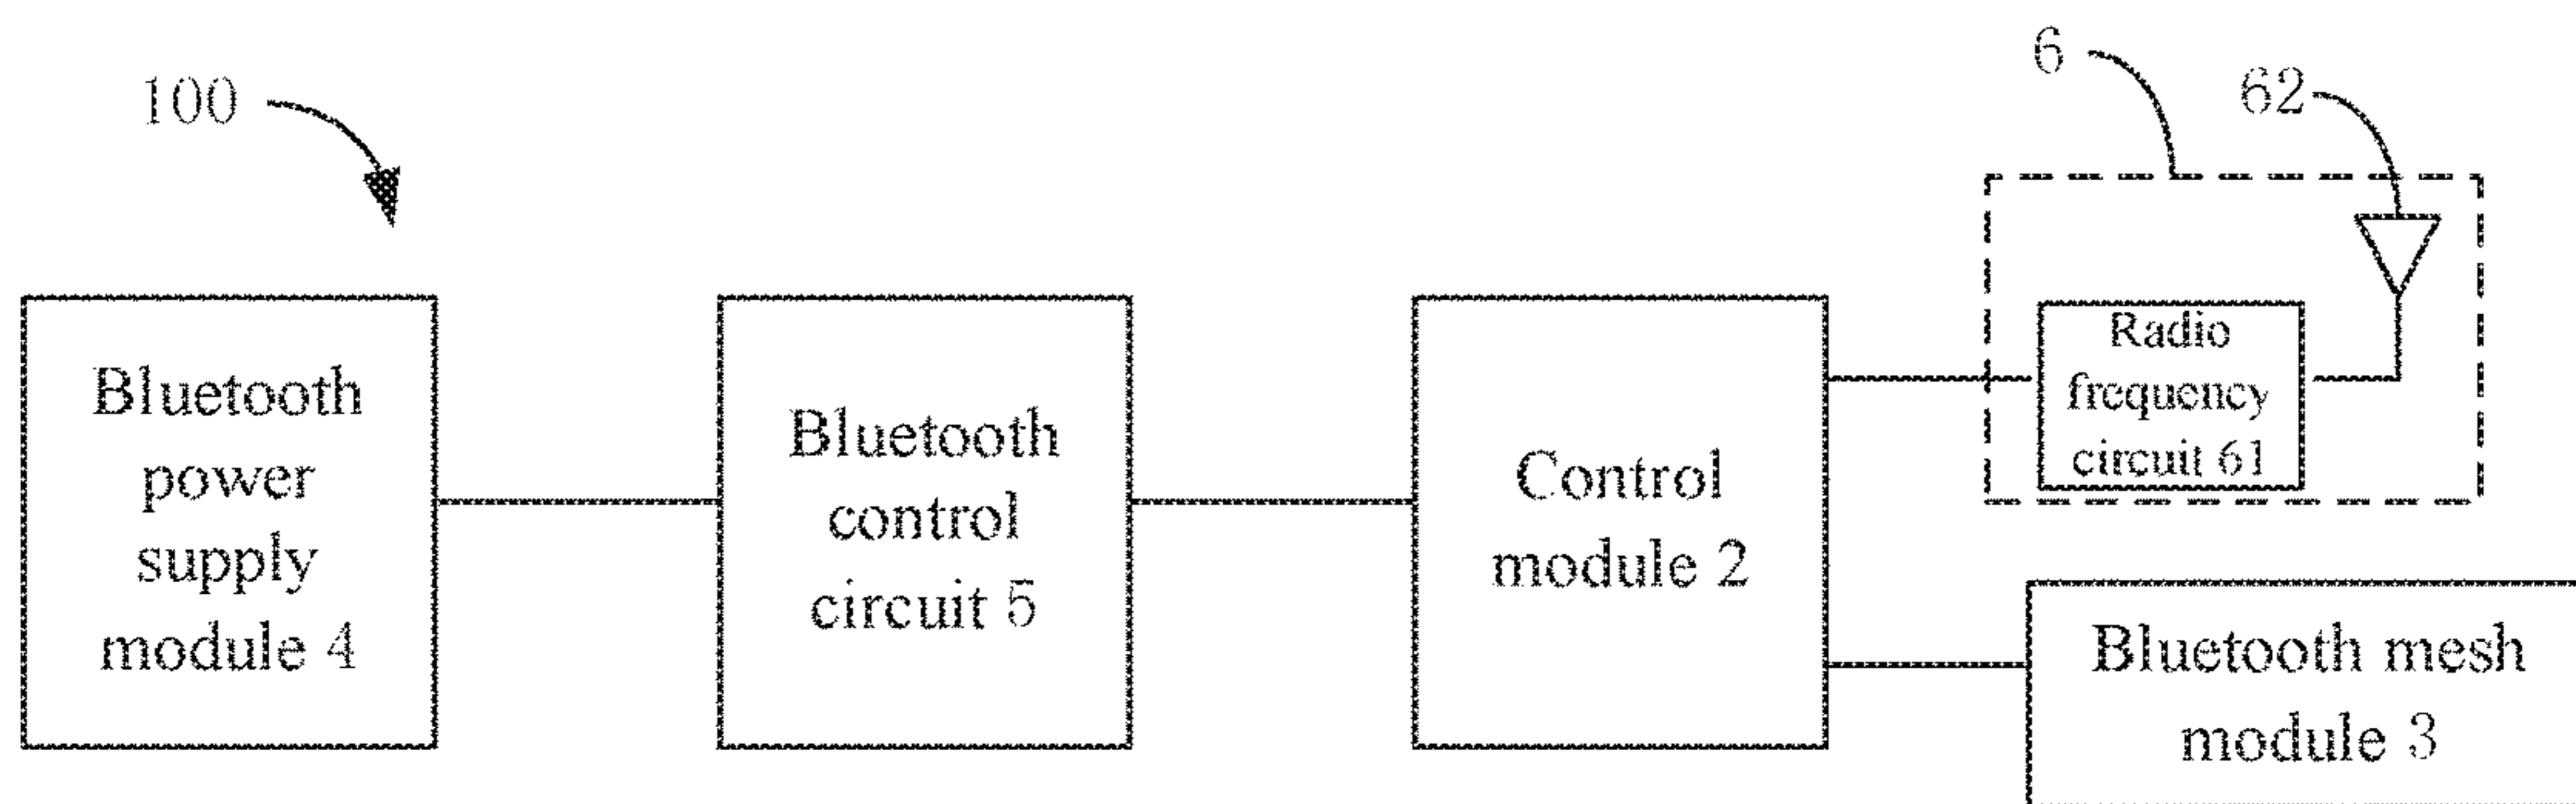 100
6
62
Bluetooth
power
supply
module 4
Bluetooth
control
circuit 5
Control
module 2
Radio
frequency
circuit 61
Bluetooth mesh
module 3